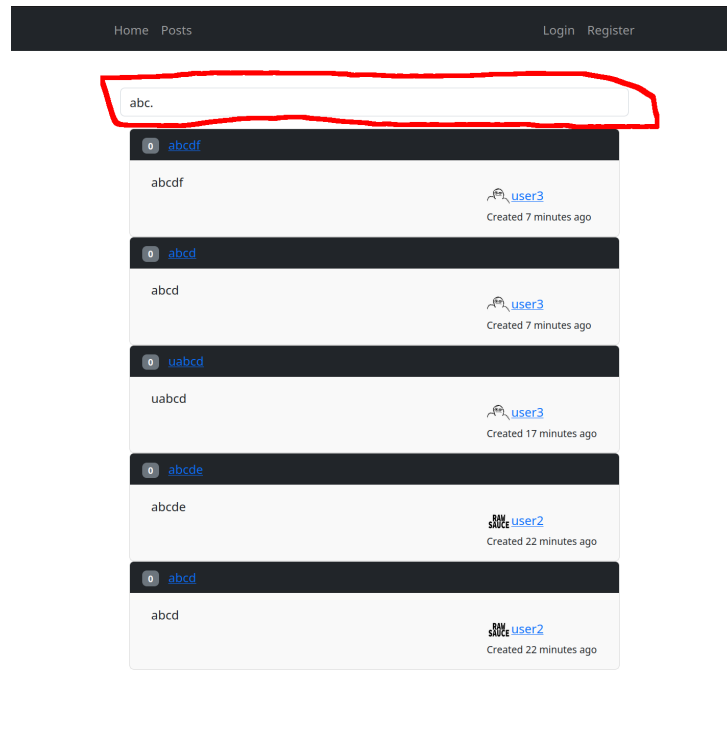 Home Posts Login Register
abc.
0 abcdf
abcdf
user3
Created 7 minutes ago
0 abcd
abcd
user3
Created 7 minutes ago
0 uabcd
uabcd
user3
Created 17 minutes ago
0 abcde
abcde
RAW
SAUCE user2
Created 22 minutes ago
0 abcd
abcd
RAW
SAUCE user2
Created 22 minutes ago